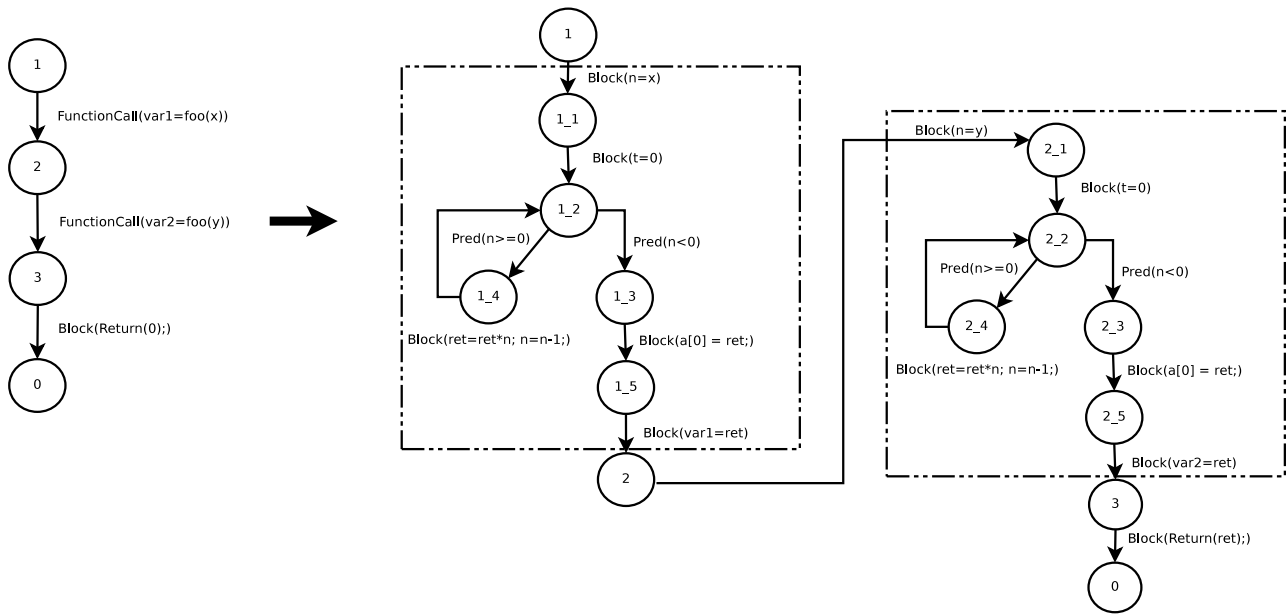 1
FunctionCall(var1=foo(x))
2
FunctionCall(var2=foo(y))
3
Block(Return(0);)
0
1
Block(n=x)
1_1
Block(t=0)
1_2
Pred(n>=0)
Pred(n<0)
1_4
1_3
Block(ret=ret*n; n=n-1;)
Block(a[0] = ret;)
1_5
Block(var1=ret)
2
Block(n=y)
2_1
Block(t=0)
2_2
Pred(n>=0)
Pred(n<0)
2_4
2_3
Block(ret=ret*n; n=n-1;)
Block(a[0] = ret;)
2_5
Block(var2=ret)
3
Block(Return(ret);)
0